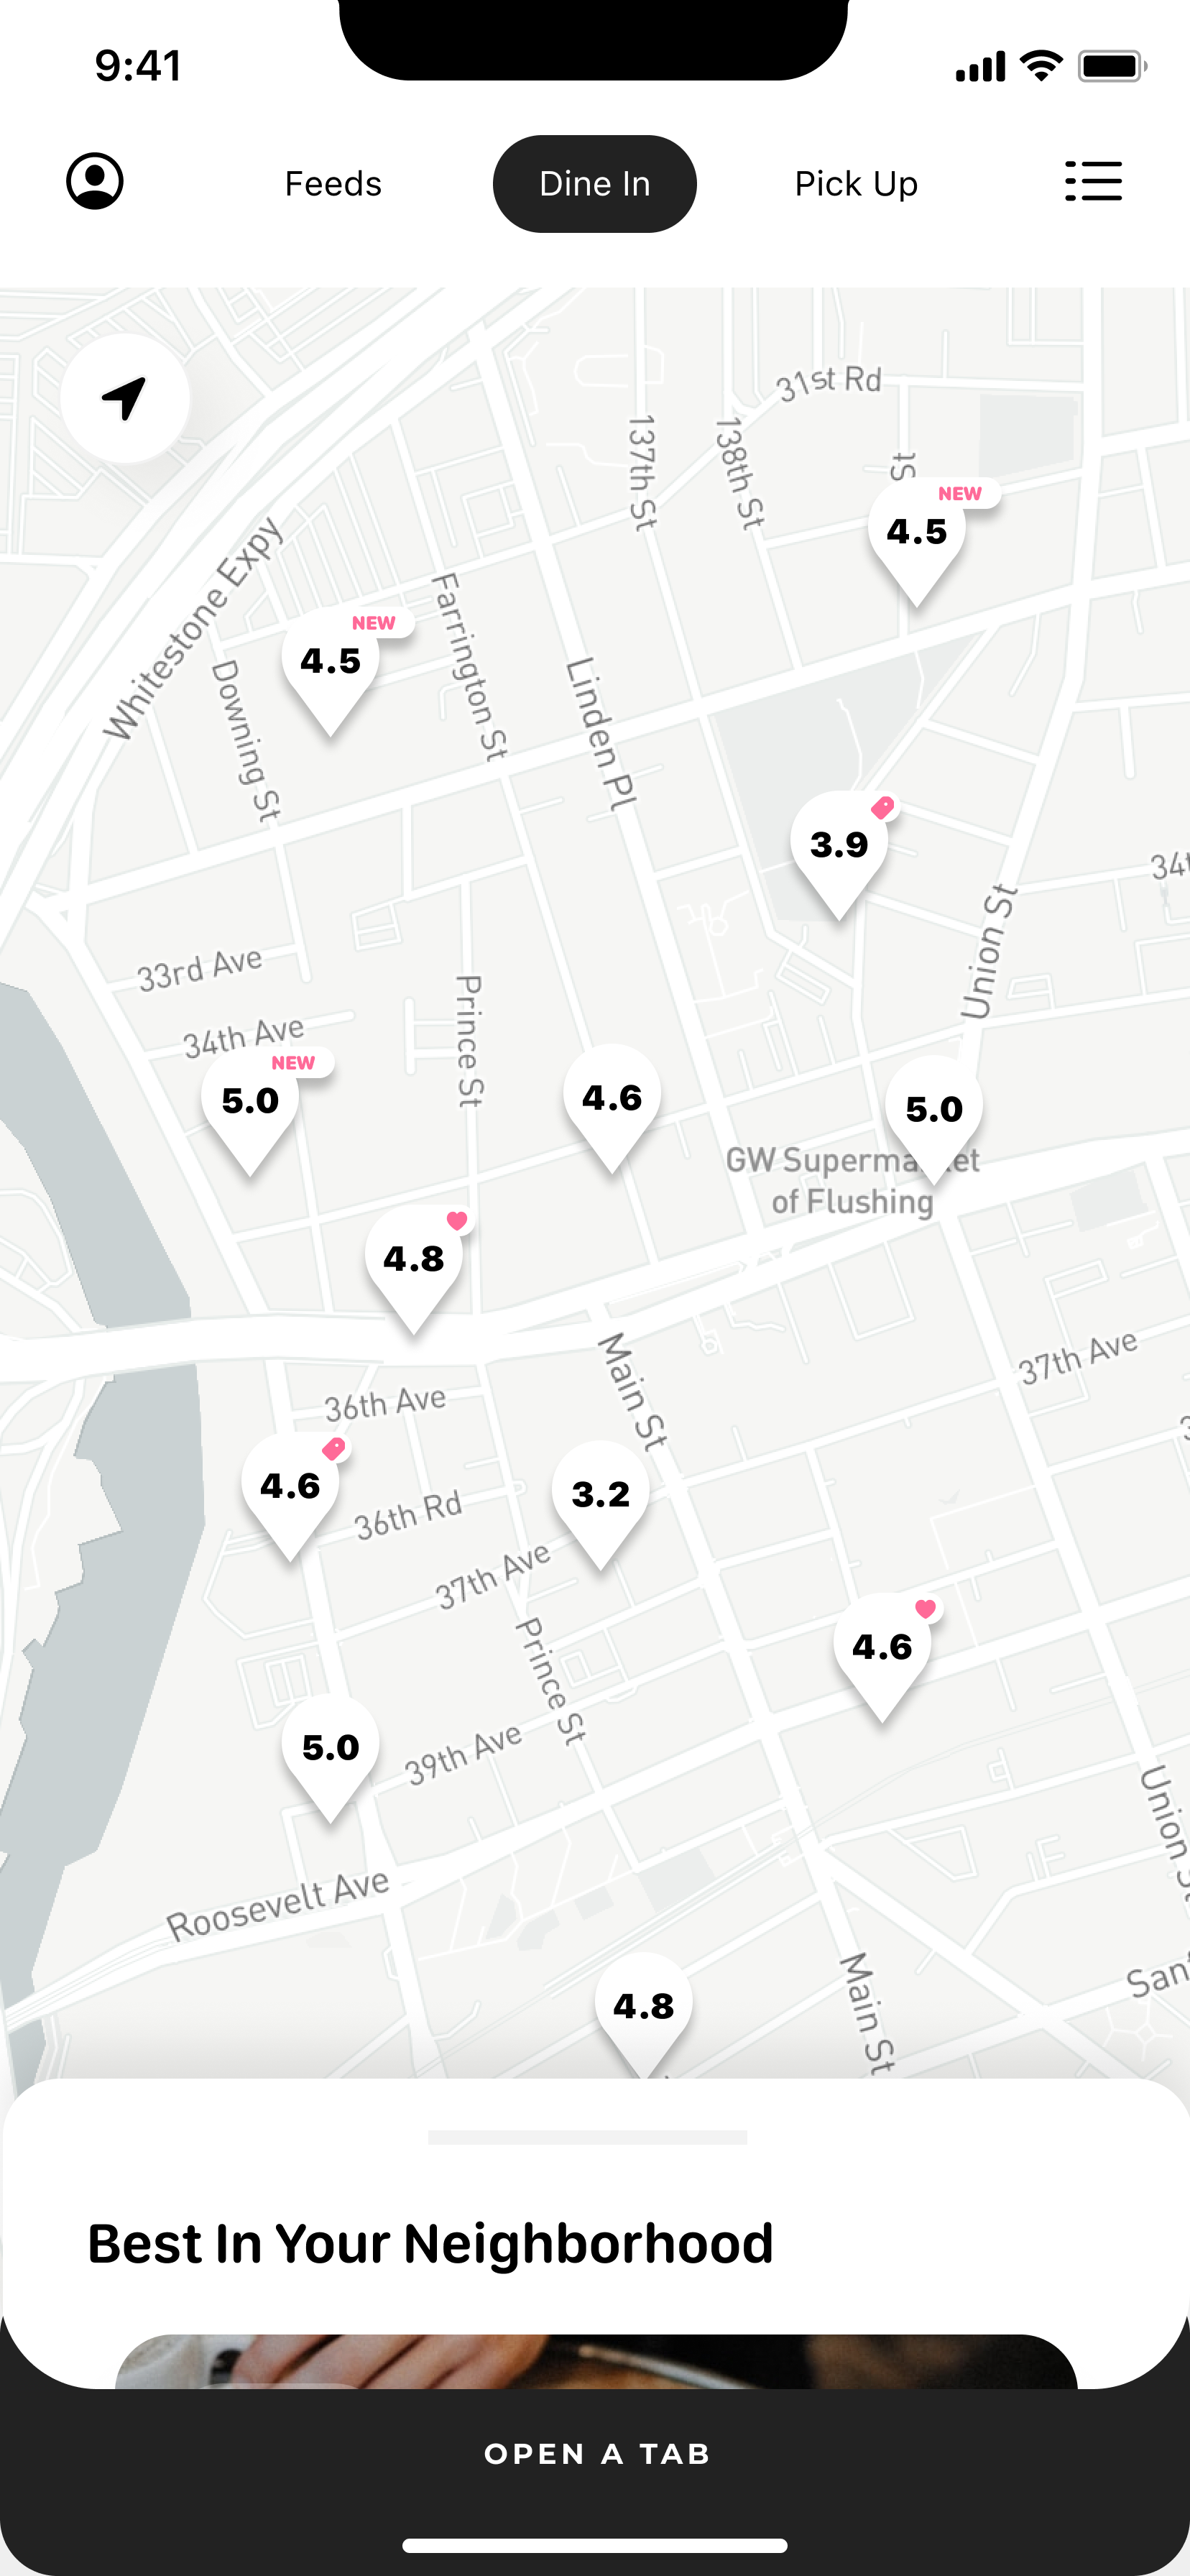 9:41
Feeds
Dine In
Pick Up
31st Rd
137th St
138th St
St
NEW
4.5
Whitestone Expy
NEW
4.5
Farrington St
Downing St
Linden Pl
3.9
Union St
33rd Ave
Prince St
34th Ave
NEW
5.0
4.6
5.0
GW Supermarket
of Flushing
4.8
Main St
37th Ave
36th Ave
4.6
3.2
36th Rd
37th Ave
4.6
Prince St
5.0
39th Ave
Union St
Roosevelt Ave
Main St
4.8
Best In Your Neighborhood
OPEN A TAB